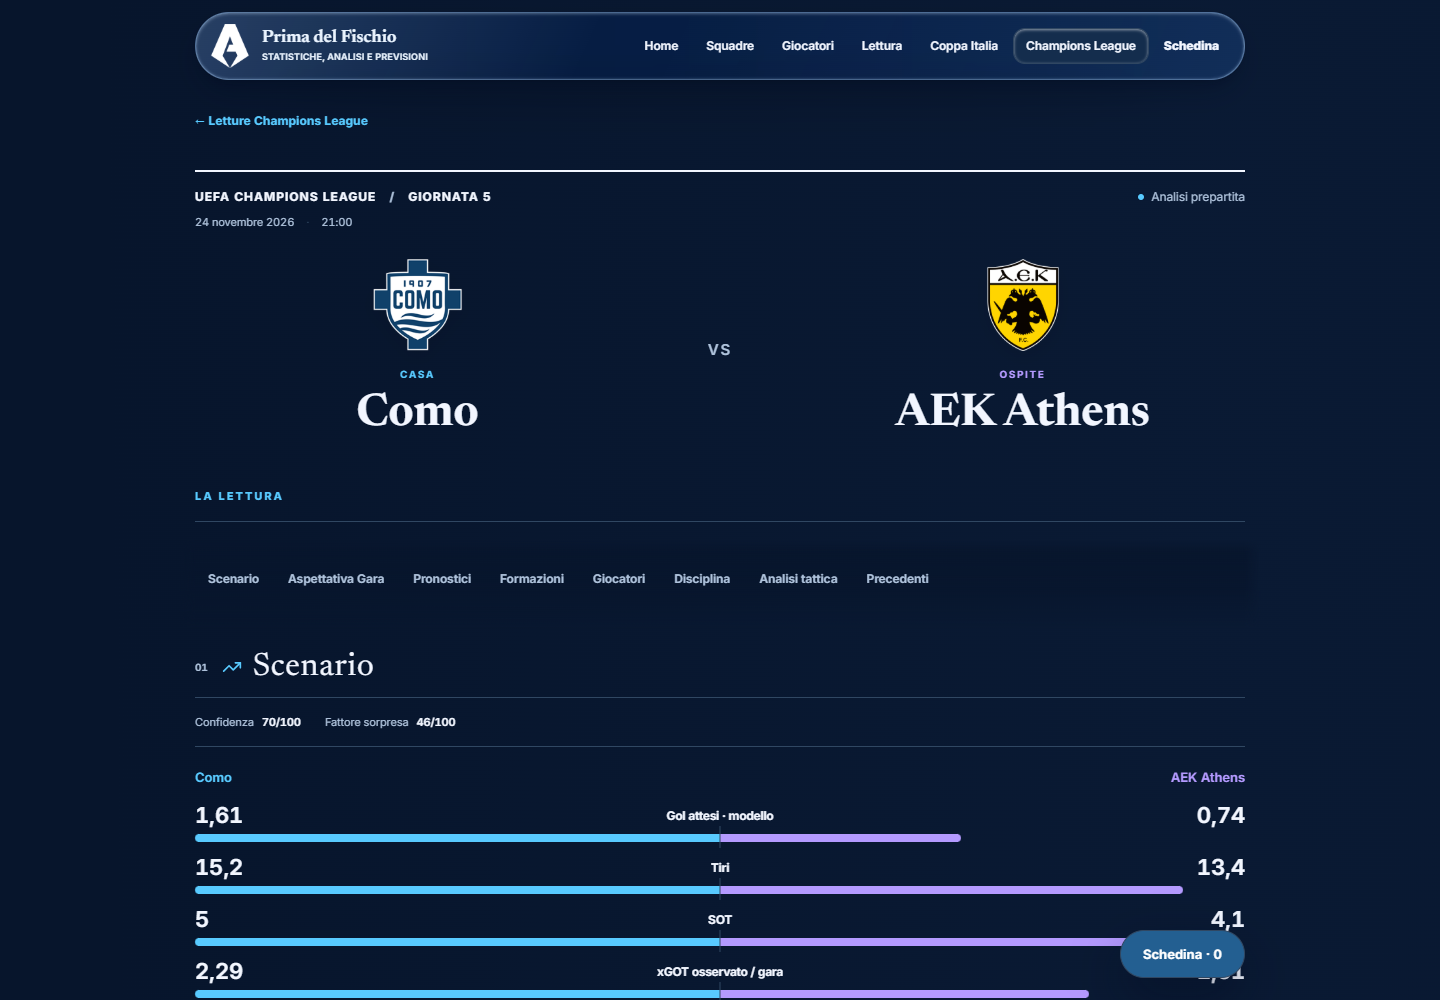 Prima del Fischio
STATISTICHE, ANALISI E PREVISIONI
Home Squadre Giocatori Lettura Coppa Italia Champions League Schedina
← Letture Champions League
UEFA CHAMPIONS LEAGUE / GIORNATA 5
Analisi prepartita
24 novembre 2026 · 21:00
1907
COMO
A.E.K
F.C.
VS
CASA
OSPITE
Como
AEK Athens
LA LETTURA
Scenario Aspettativa Gara Pronostici Formazioni Giocatori Disciplina Analisi tattica Precedenti
01 Scenario
Confidenza 70/100 Fattore sorpresa 46/100
Como AEK Athens
1,61 Gol attesi · modello 0,74
15,2 Tiri 13,4
5 SOT 4,1
Schedina · 0
2,29 xGOT osservato / gara